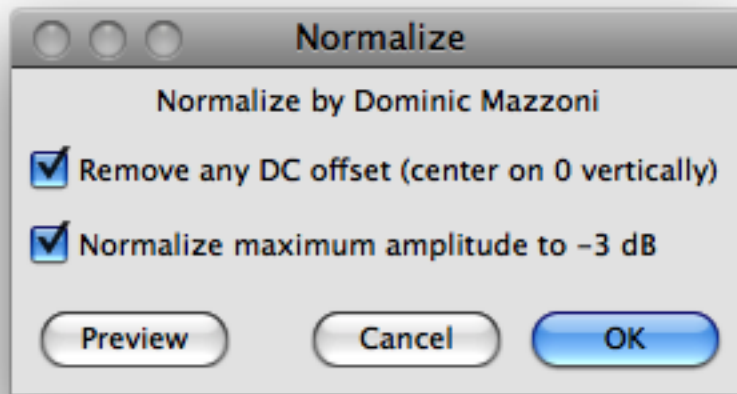 Normalize
Normalize by Dominic Mazzoni
Remove any DC offset (center on 0 vertically)
Normalize maximum amplitude to -3 dB
Preview Cancel OK